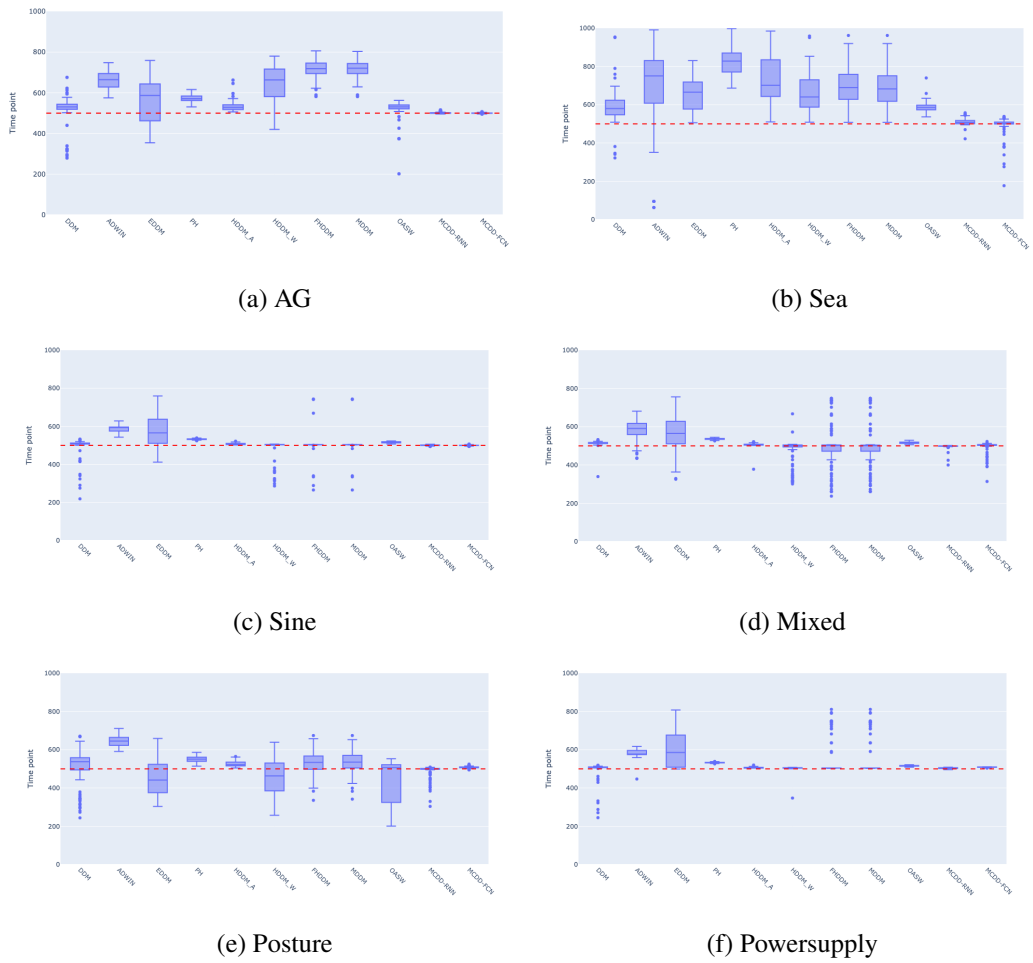 1000
800
600
400
200
0
Time point
DDM
ADWIN
EDDM
PH
HDDM_A
HDDM_W
FHDDM
MDDM
OASW
MCDD-RNN
MCDD-FCN
(a) AG
1000
800
600
400
200
0
Time point
DDM
ADWIN
EDDM
PH
HDDM_A
HDDM_W
FHDDM
MDDM
OASW
MCDD-RNN
MCDD-FCN
(b) Sea
1000
800
600
400
200
0
Time point
DDM
ADWIN
EDDM
PH
HDDM_A
HDDM_W
FHDDM
MDDM
OASW
MCDD-RNN
MCDD-FCN
(c) Sine
1000
800
600
400
200
0
Time point
DDM
ADWIN
EDDM
PH
HDDM_A
HDDM_W
FHDDM
MDDM
OASW
MCDD-RNN
MCDD-FCN
(d) Mixed
1000
800
600
400
200
0
Time point
DDM
ADWIN
EDDM
PH
HDDM_A
HDDM_W
FHDDM
MDDM
OASW
MCDD-RNN
MCDD-FCN
(e) Posture
1000
800
600
400
200
0
Time point
DDM
ADWIN
EDDM
PH
HDDM_A
HDDM_W
FHDDM
MDDM
OASW
MCDD-RNN
MCDD-FCN
(f) Powersupply